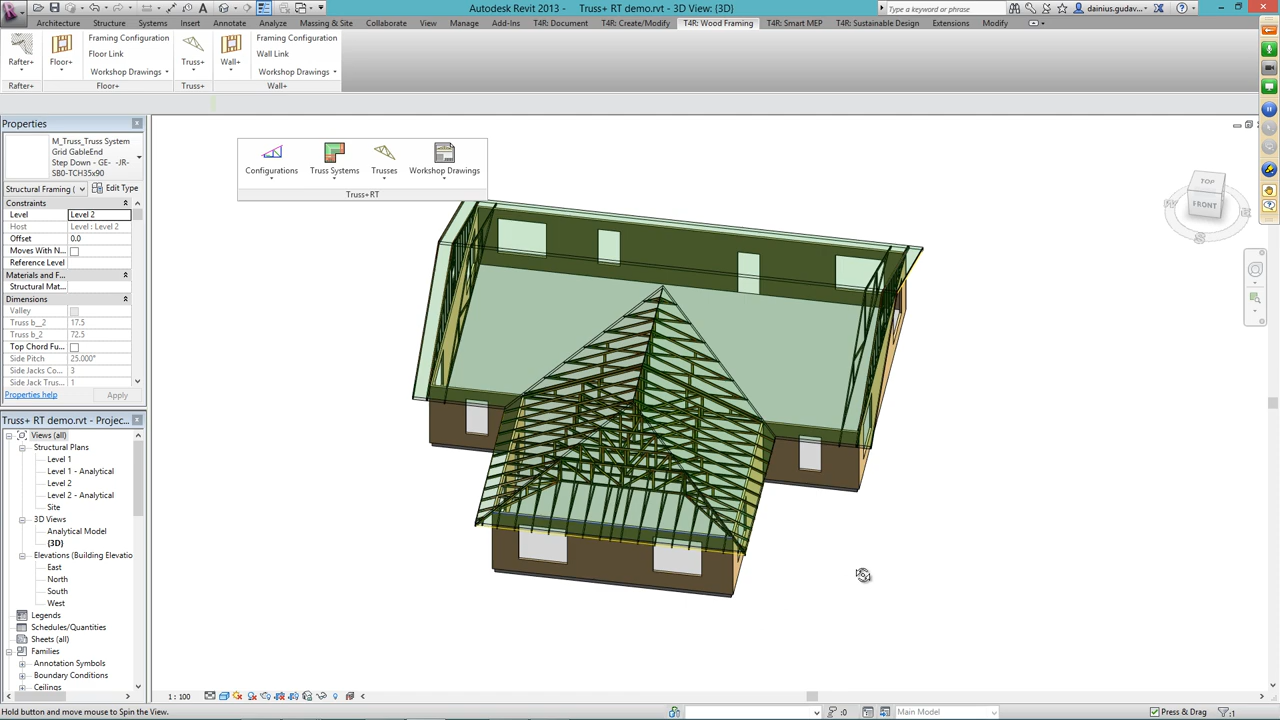 Autodesk Revit 2013 - Truss+ RT demo.rvt - 3D View: {3D}
Type a keyword or phrase
dainius.gudav...
Architecture Structure Systems Insert Annotate Analyze Massing & Site Collaborate View Manage Add-Ins T4R: Document T4R: Create/Modify T4R: Wood Framing T4R: Smart MEP T4R: Sustainable Design Extensions Modify
Rafter+
Floor+
Framing Configuration
Floor Link
Workshop Drawings
Truss+
Wall+
Framing Configuration
Wall Link
Workshop Drawings
Rafter+ Floor+ Truss+ Wall+
Properties
M_Truss_Truss System
Grid GableEnd
Step Down - GE- -JR-
SB0-TCH35x90
Structural Framing (
Edit Type
Constraints
Level Level 2
Host Level : Level 2
Offset 0.0
Moves With N...
Reference Level
Materials and F...
Structural Mat...
Dimensions
Valley
Truss b__2 17.5
Truss b_2 72.5
Top Chord Fu...
Side Pitch 25.000°
Side Jacks Co... 3
Side Jack Trus... 1
Properties help
Apply
Configurations
Truss Systems
Trusses
Workshop Drawings
Truss+RT
TOP
FRONT
Truss+ RT demo.rvt - Projec...
Views (all)
Structural Plans
Level 1
Level 1 - Analytical
Level 2
Level 2 - Analytical
Site
3D Views
Analytical Model
{3D}
Elevations (Building Elevatio
East
North
South
West
Legends
Schedules/Quantities
Sheets (all)
Families
Annotation Symbols
Boundary Conditions
Ceilings
1 : 100
Hold button and move mouse to Spin the View.
:0
Main Model
Press & Drag
:1